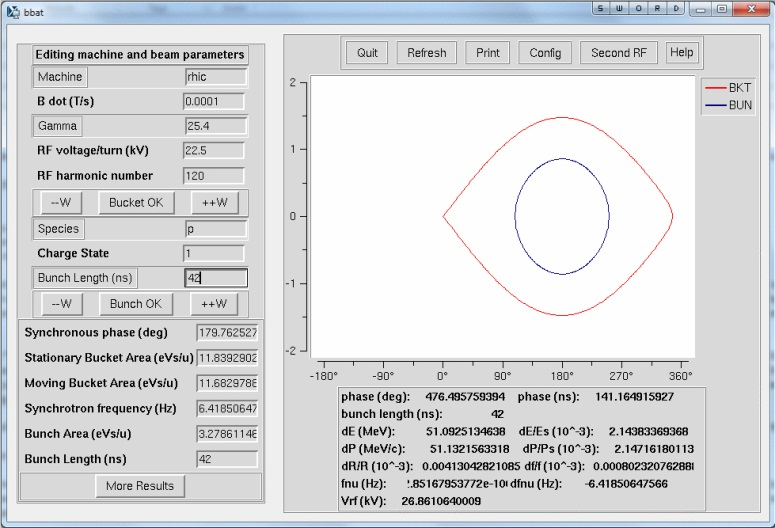 bbat
S W O R D
Editing machine and beam parameters
Machine rhic
B dot (T/s) 0.0001
Gamma 25.4
RF voltage/turn (kV) 22.5
RF harmonic number 120
--W Bucket OK ++W
Species p
Charge State 1
Bunch Length (ns) 42
--W Bunch OK ++W
Synchronous phase (deg) 179.762527
Stationary Bucket Area (eVs/u) 11.8392902
Moving Bucket Area (eVs/u) 11.6829788
Synchrotron frequency (Hz) 6.41850647
Bunch Area (eVs/u) 3.27861146
Bunch Length (ns) 42
More Results
Quit Refresh Print Config Second RF Help
BKT
BUN
2
1
0
-1
-2
-180° -90° 0° 90° 180° 270° 360°
phase (deg): 476.495759394 phase (ns): 141.164915927
bunch length (ns): 42
dE (MeV): 51.0925134638 dE/Es (10^-3): 2.14383369368
dP (MeV/c): 51.1321563318 dP/Ps (10^-3): 2.14716180113
dR/R (10^-3): 0.00413042821085 df/f (10^-3): 0.00080232076288
fnu (Hz): dfnu (Hz): -6.41850647566
Vrf (kV): 26.8610640009